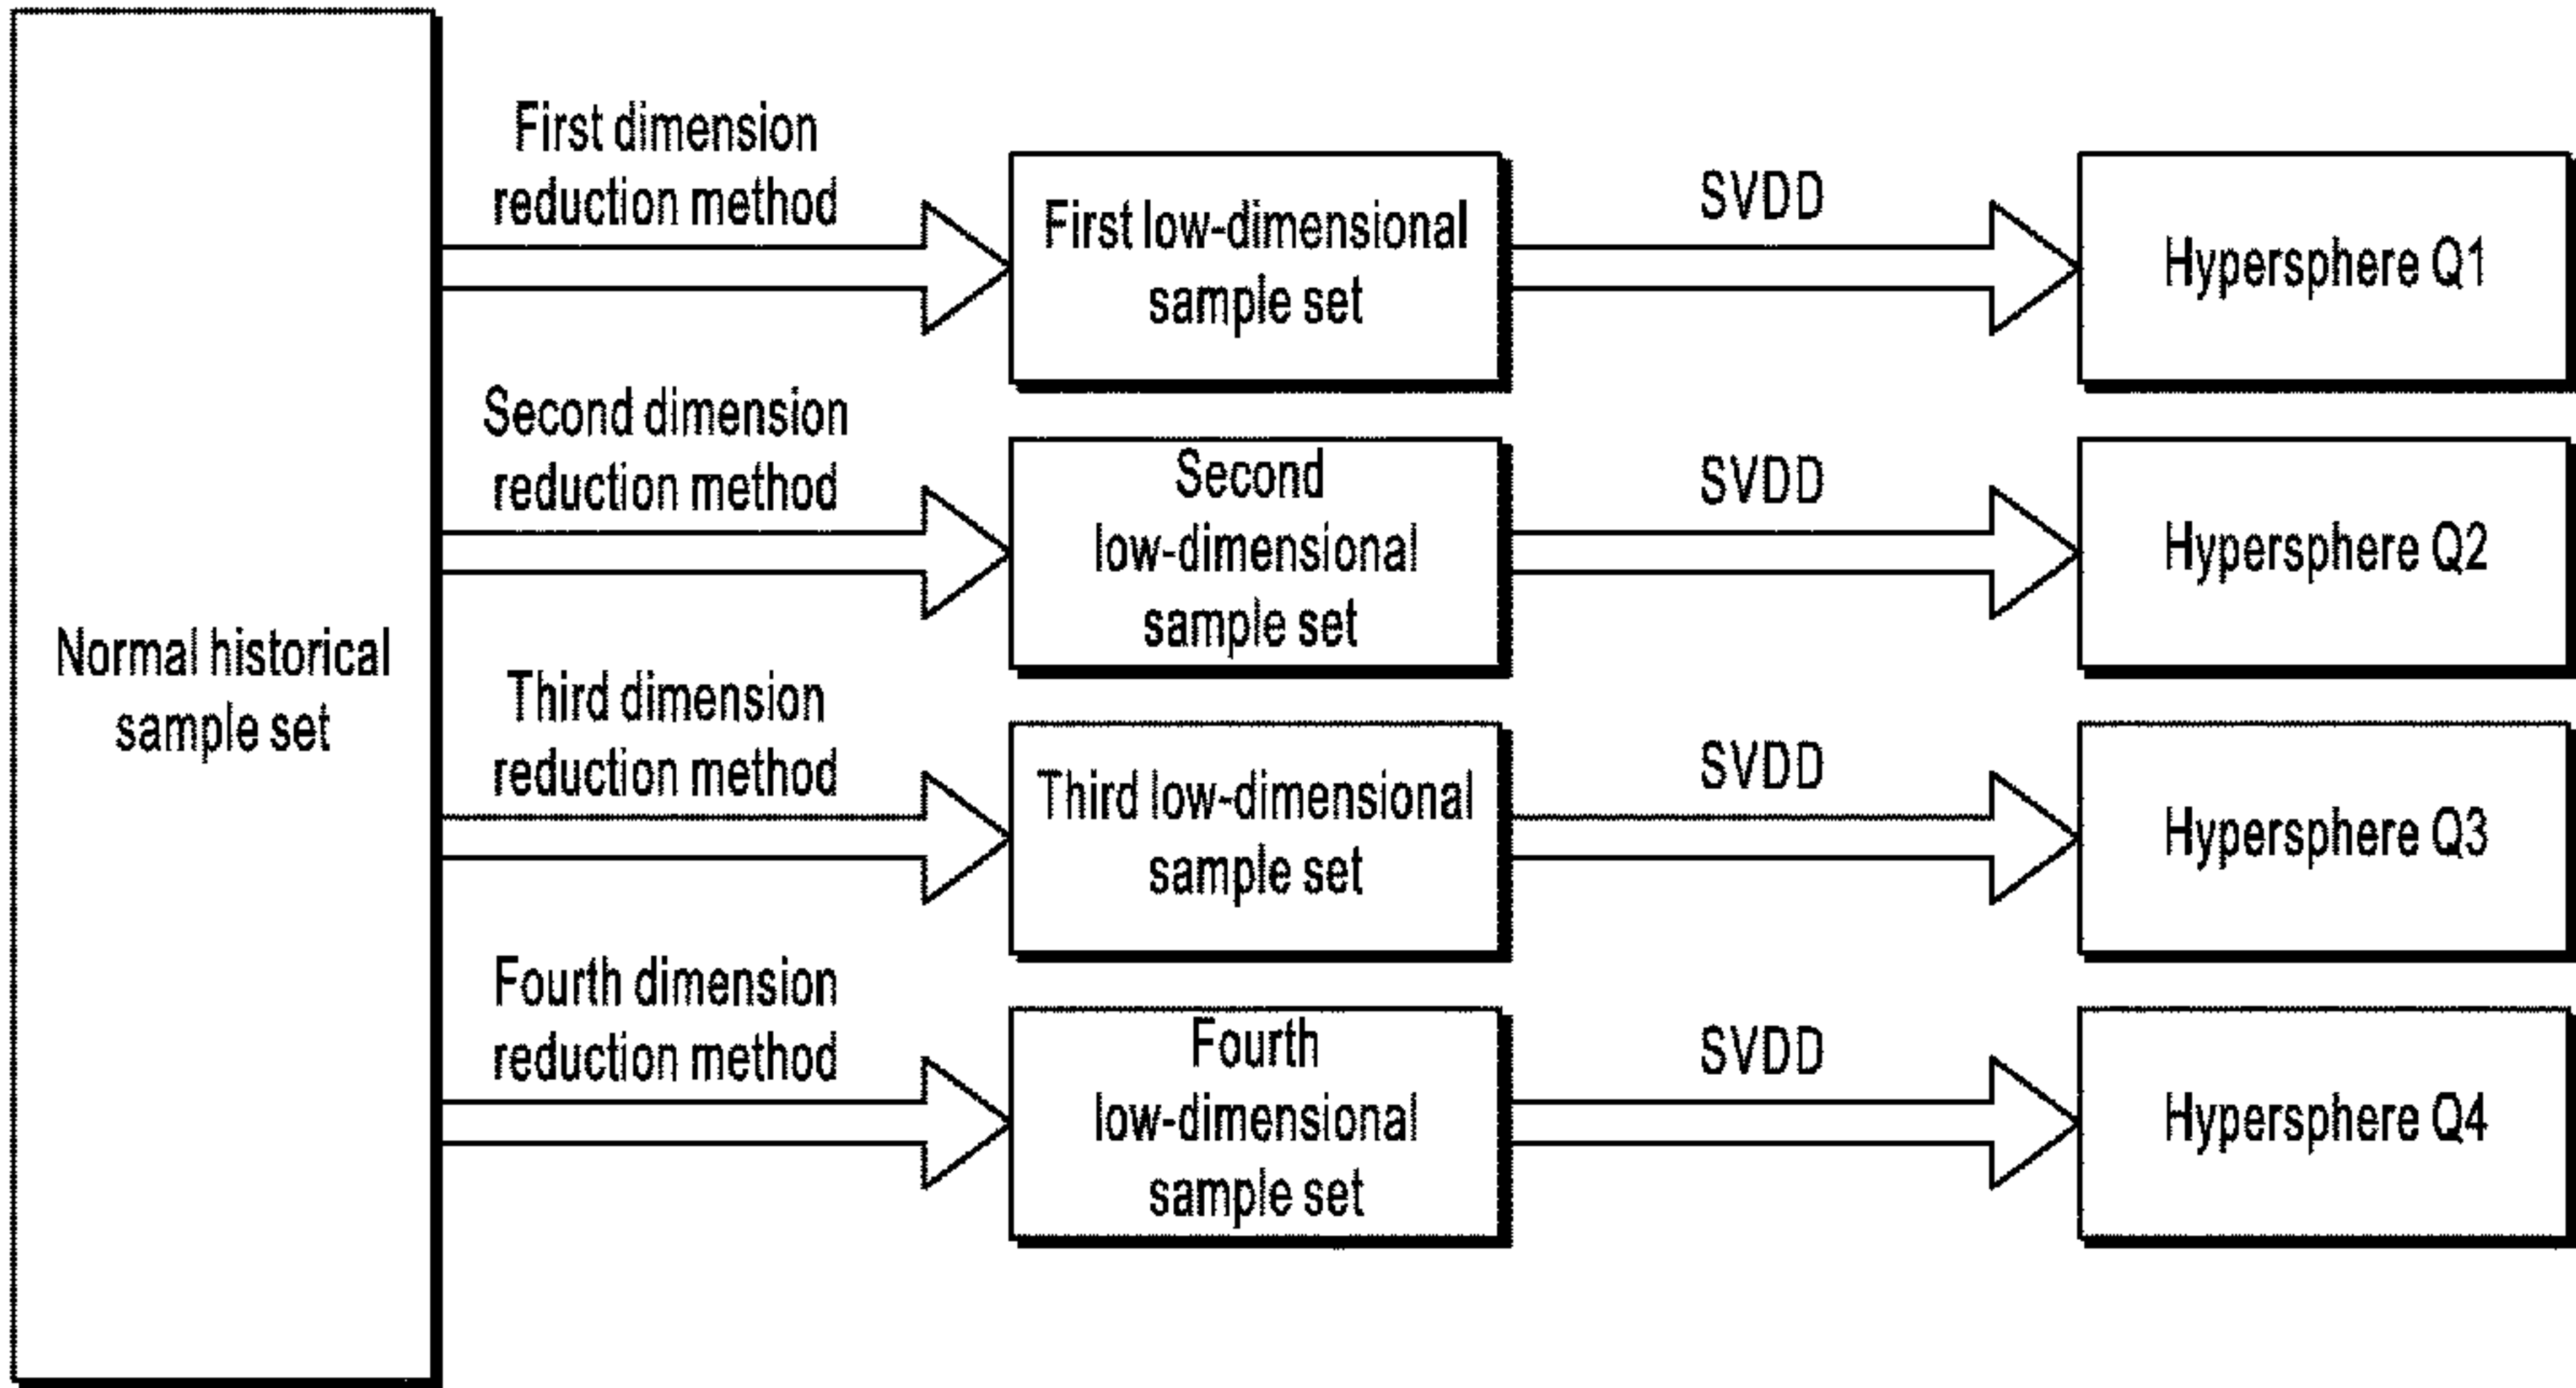 Normal historical
sample set
First dimension
reduction method
First low-dimensional
sample set
SVDD
Hypersphere Q1
Second dimension
reduction method
Second
low-dimensional
sample set
SVDD
Hypersphere Q2
Third dimension
reduction method
Third low-dimensional
sample set
SVDD
Hypersphere Q3
Fourth dimension
reduction method
Fourth
low-dimensional
sample set
SVDD
Hypersphere Q4